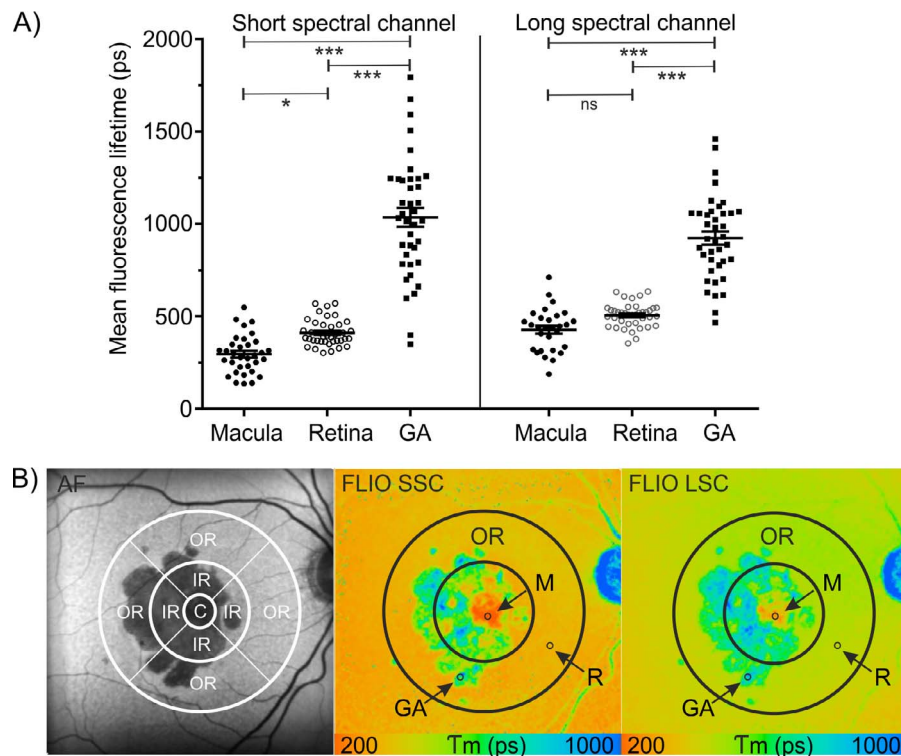 A)
Short spectral channel
Long spectral channel
Mean fluorescence lifetime (ps)
2000
1500
1000
500
0
***
***
*
***
***
ns
Macula Retina GA
Macula Retina GA
B)
AF
OR
IR
OR IR C IR OR
IR
OR
FLIO SSC
OR
M
R
GA
200 Tm (ps) 1000
FLIO LSC
OR
M
R
GA
200 Tm (ps) 1000